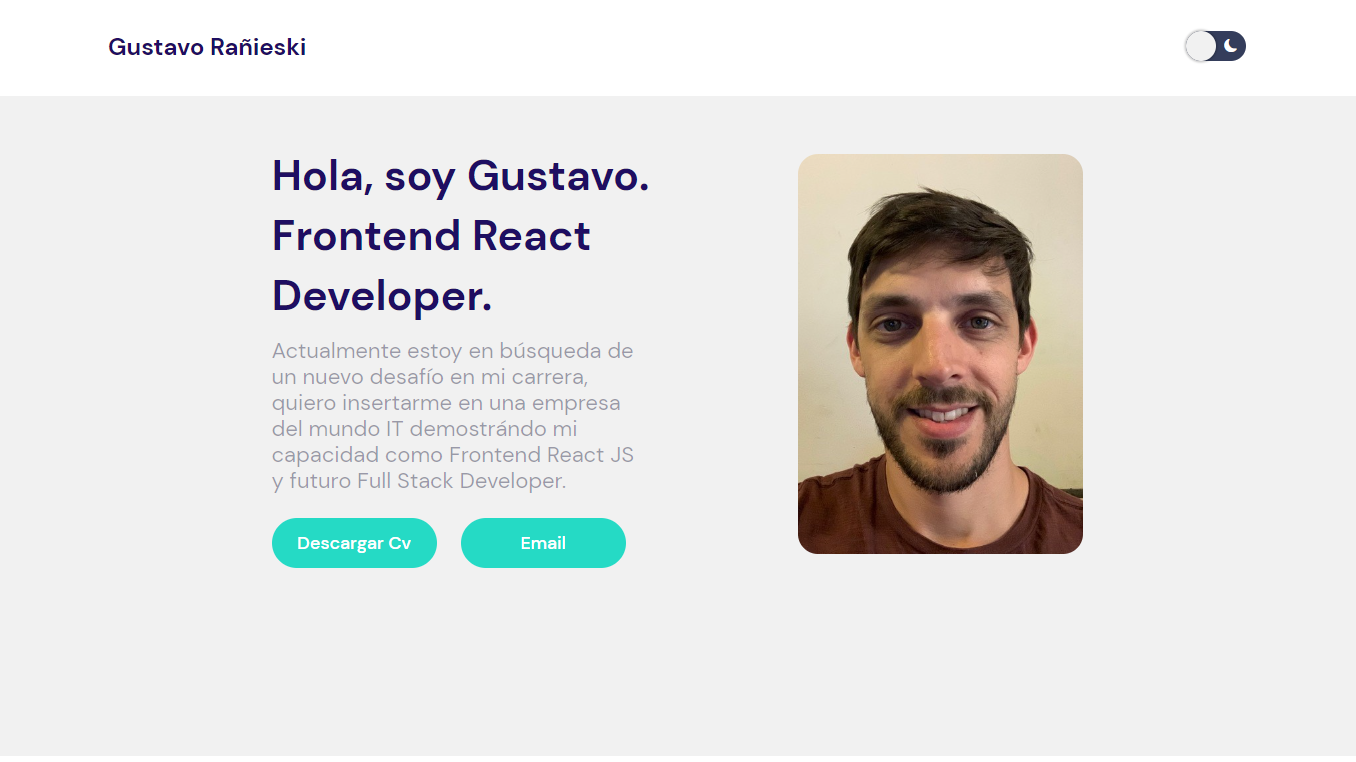 Gustavo Rañieski
Hola, soy Gustavo.
Frontend React
Developer.
Actualmente estoy en búsqueda de
un nuevo desafío en mi carrera,
quiero insertarme en una empresa
del mundo IT demostrándo mi
capacidad como Frontend React JS
y futuro Full Stack Developer.
Descargar Cv
Email